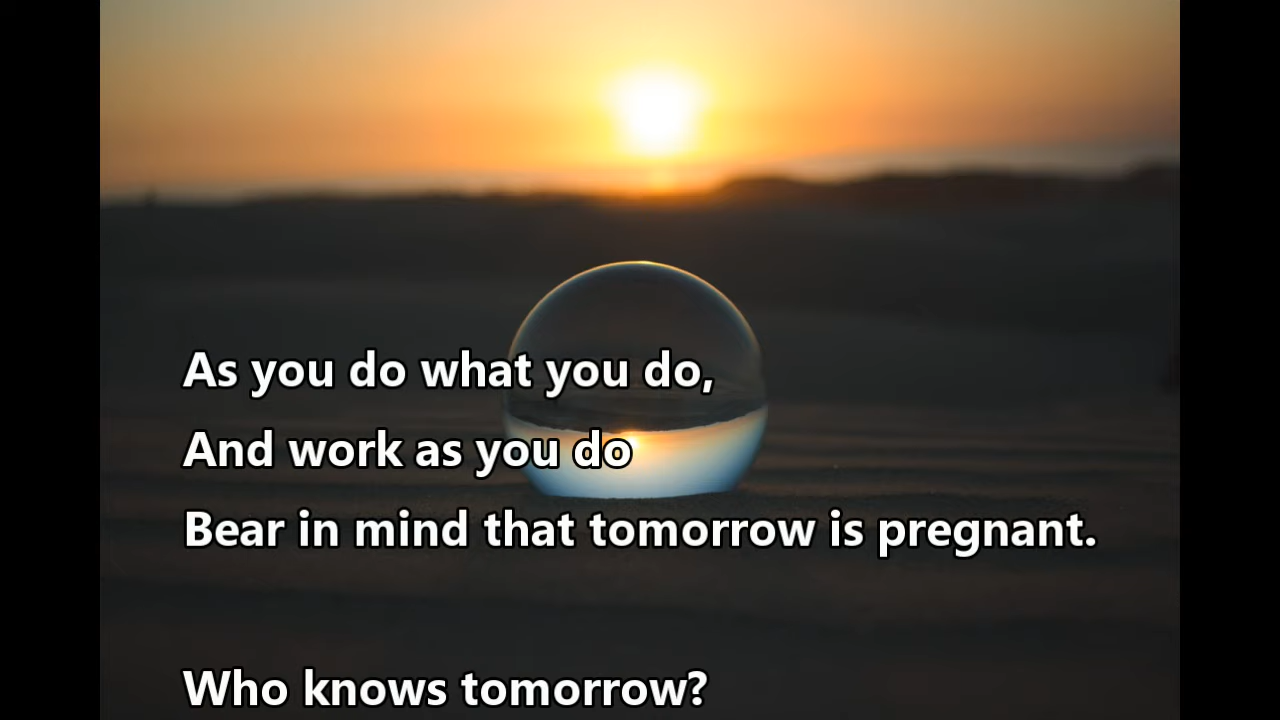 As you do what you do,
And work as you do
Bear in mind that tomorrow is pregnant.
Who knows tomorrow?